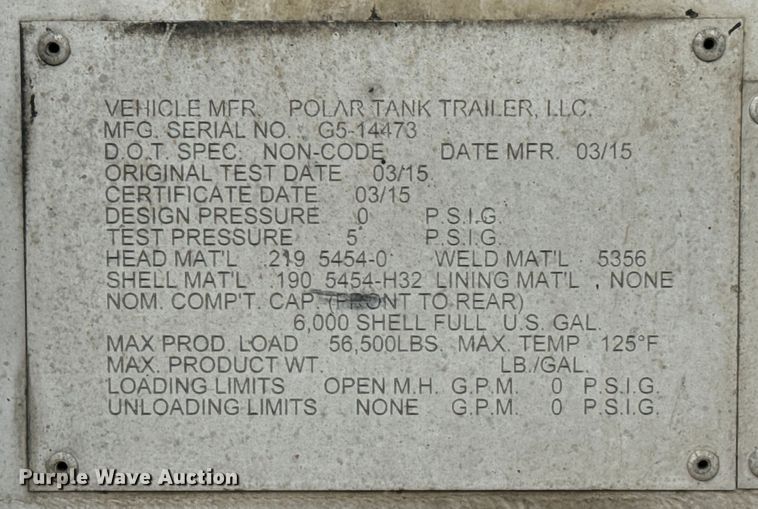 VEHICLE MFR. POLAR TANK TRAILER, LLC.
MFG. SERIAL NO. G5-14473
D.O.T. SPEC. NON-CODE DATE MFR. 03/15
ORIGINAL TEST DATE 03/15
CERTIFICATE DATE 03/15
DESIGN PRESSURE 0 P.S.I.G.
TEST PRESSURE 5 P.S.I.G.
HEAD MAT'L .219 5454-0 WELD MAT'L 5356
SHELL MAT'L .190 5454-H32 LINING MAT'L , NONE
NOM. COMP'T. CAP. (FRONT TO REAR)
6,000 SHELL FULL U.S. GAL.
MAX PROD. LOAD 56,500LBS. MAX. TEMP 125°F
MAX. PRODUCT WT. LB./GAL.
LOADING LIMITS OPEN M.H. G.P.M. 0 P.S.I.G.
UNLOADING LIMITS NONE G.P.M. 0 P.S.I.G.
Purple Wave Auction